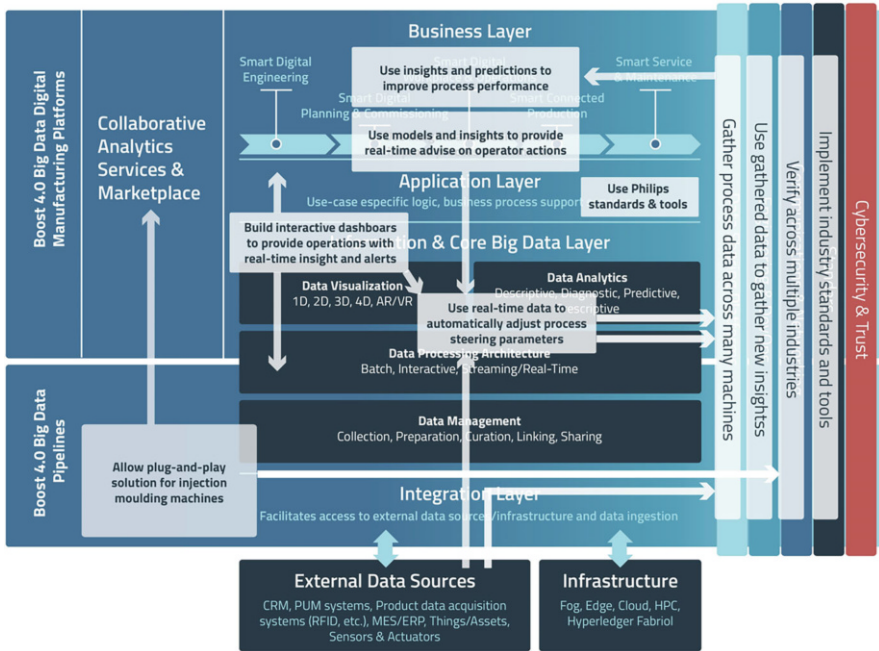 Business Layer
Smart Digital
Engineering
Smart Digital
Planning & Commissioning
Smart Connected
Production
Smart Service
& Maintenance
Use insights and predictions to
improve process performance
Use models and insights to provide
real-time advise on operator actions
Boost 4.0 Big Data Digital
Manufacturing Platforms
Collaborative
Analytics
Services &
Marketplace
Application Layer
Use-case especific logic, business process support
Use Philips
standards & tools
Build interactive dashboars
to provide operations with
real-time insight and alerts
& Core Big Data Layer
Data Visualization
1D, 2D, 3D, 4D, AR/VR
Data Analytics
Descriptive, Diagnostic, Predictive,
Use real-time data to
automatically adjust process
steering parameters
Data Processing Architecture
Batch, Interactive, Streaming/Real-Time
Data Management
Collection, Preparation, Curation, Linking, Sharing
Boost 4.0 Big Data
Pipelines
Allow plug-and-play
solution for injection
moulding machines
Integration Layer
Facilitates access to external data sources/infrastructure and data ingestion
External Data Sources
CRM, PUM systems, Product data acquisition
systems (RFID, etc.), MES/ERP, Things/Assets,
Sensors & Actuators
Infrastructure
Fog, Edge, Cloud, HPC,
Hyperledger Fabriol
Gather process data across many machines
Use gathered data to gather new insightss
Verify across multiple industries
Implement industry standards and tools
Cybersecurity & Trust